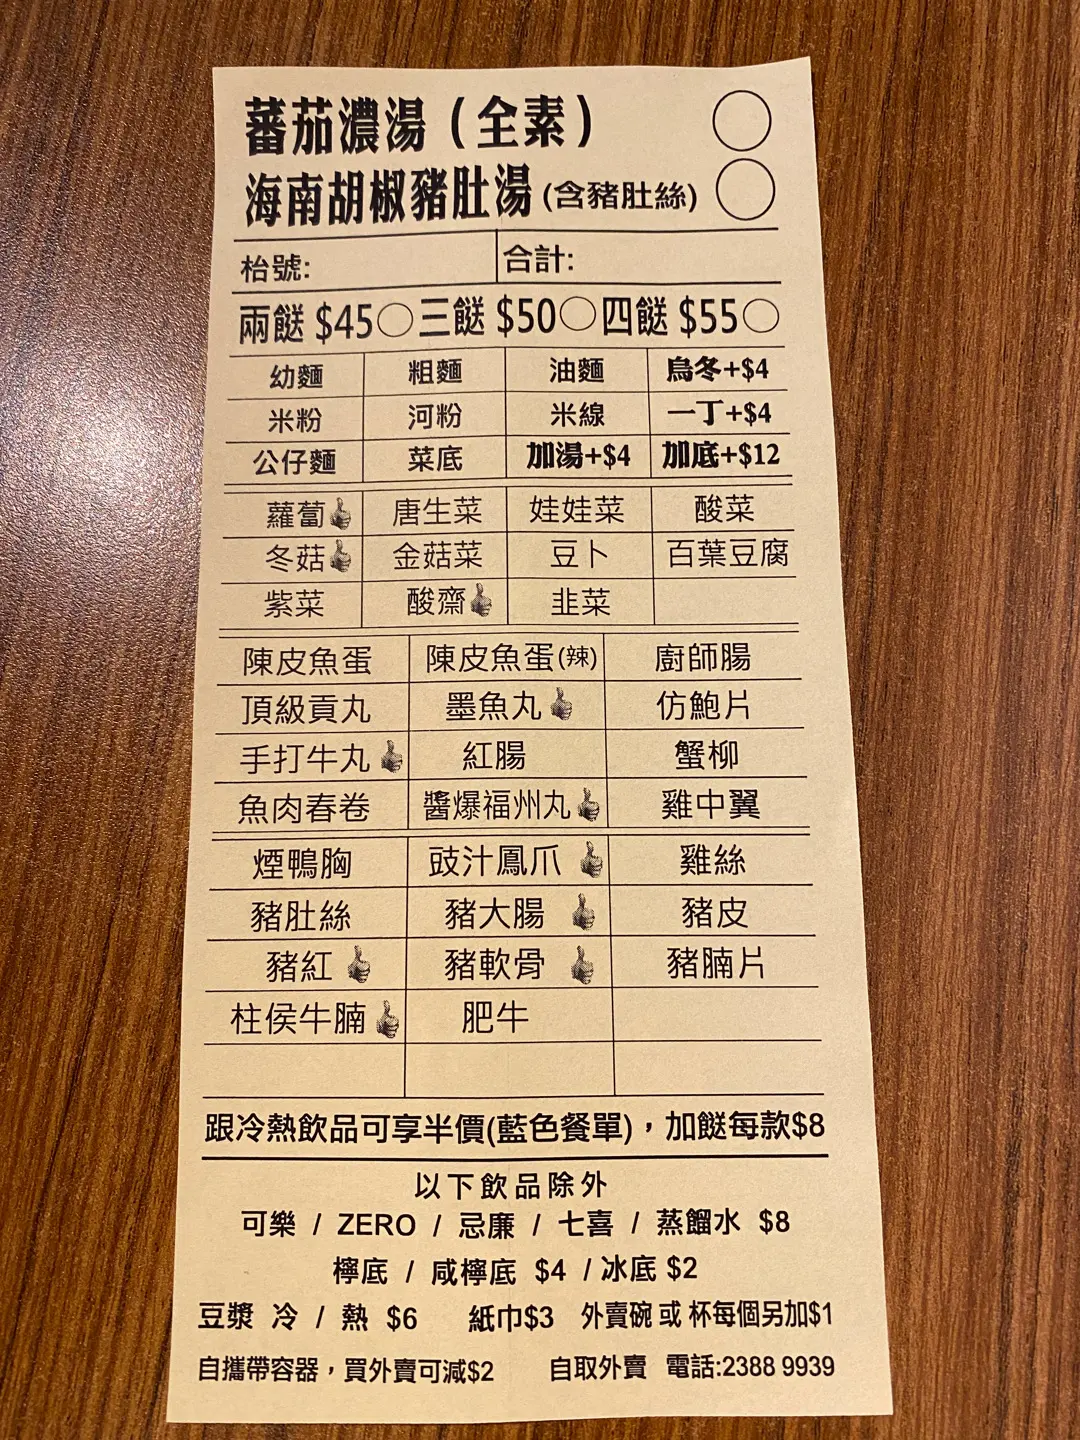 蕃茄濃湯（全素）
海南胡椒豬肚湯 (含豬肚絲)
枱號: 合計:
兩餸 $45 三餸 $50 四餸 $55
幼麵 粗麵 油麵 烏冬+$4
米粉 河粉 米線 一丁+$4
公仔麵 菜底 加湯+$4 加底+$12
蘿蔔 唐生菜 娃娃菜 酸菜
冬菇 金菇菜 豆卜 百葉豆腐
紫菜 酸齋 韭菜
陳皮魚蛋 陳皮魚蛋(辣) 廚師腸
頂級貢丸 墨魚丸 仿鮑片
手打牛丸 紅腸 蟹柳
魚肉春卷 醬爆福州丸 雞中翼
煙鴨胸 豉汁鳳爪 雞絲
豬肚絲 豬大腸 豬皮
豬紅 豬軟骨 豬腩片
柱侯牛腩 肥牛
跟冷熱飲品可享半價(藍色餐單)，加餸每款$8
以下飲品除外
可樂 / ZERO / 忌廉 / 七喜 / 蒸餾水 $8
檸底 / 咸檸底 $4 / 冰底 $2
豆漿 冷 / 熱 $6 紙巾$3 外賣碗 或 杯每個另加$1
自攜帶容器，買外賣可減$2 自取外賣 電話:2388 9939